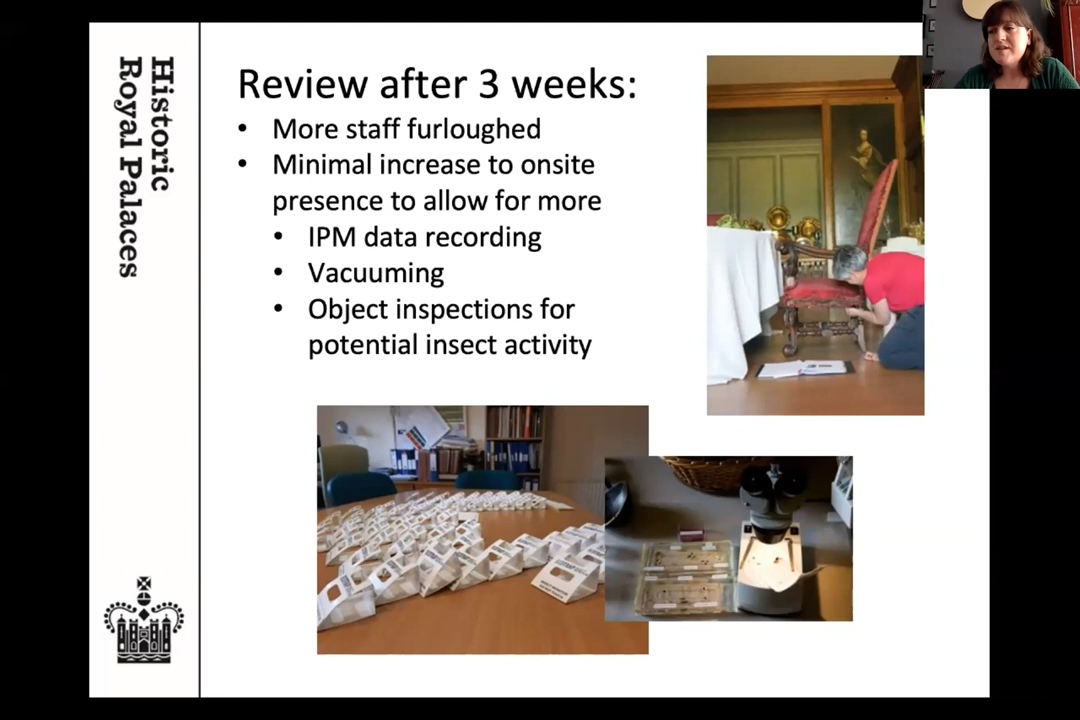 Historic
Royal Palaces
Review after 3 weeks:
• More staff furloughed
• Minimal increase to onsite
presence to allow for more
• IPM data recording
• Vacuuming
• Object inspections for
potential insect activity